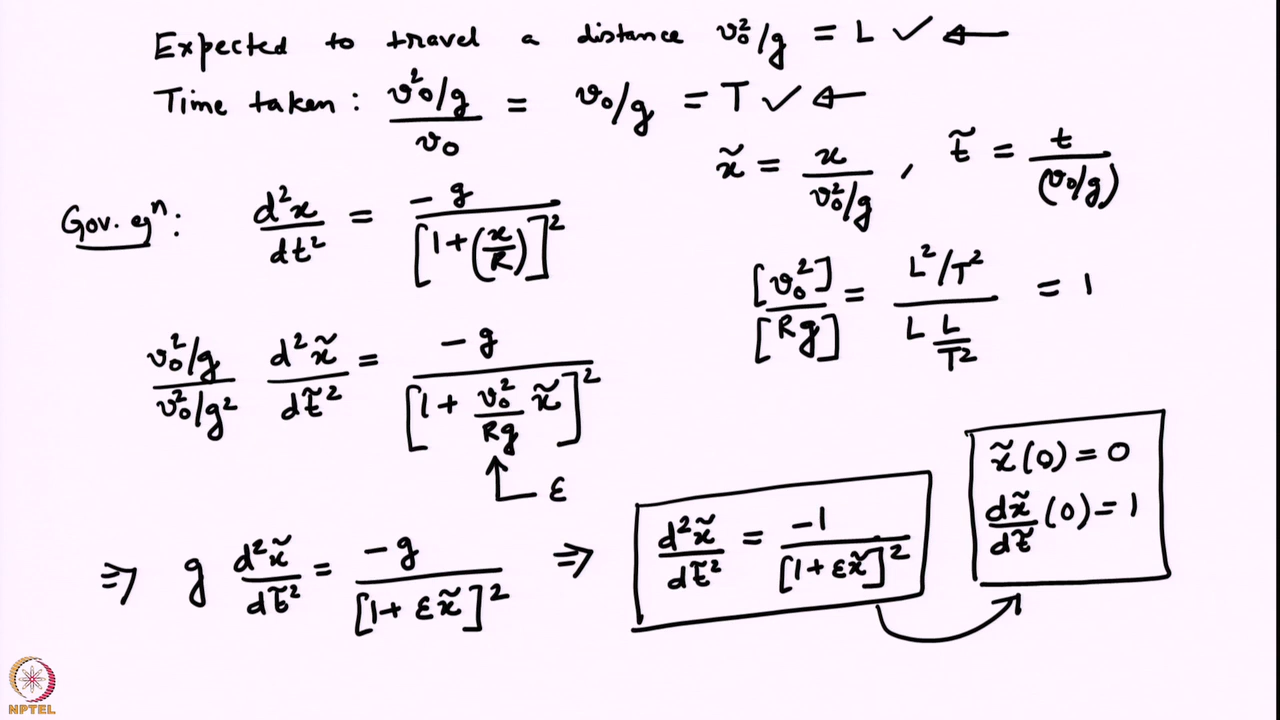 Expected to travel a distance v₀²/g = L ✓ ←
Time taken : (v₀²/g)/v₀ = v₀/g = T ✓ ←
x̃ = x/(v₀²/g) , t̃ = t/(v₀/g)
Gov. eqⁿ : d²x/dt² = -g/[1+(x/R)]²
[v₀²]/[Rg] = (L²/T²)/(L L/T²) = 1
(v₀²/g)/(v₀²/g²) d²x̃/dt̃² = -g/[1 + (v₀²/Rg) x̃]²
ε
x̃(0) = 0
dx̃/dt̃ (0) = 1
⇒ g d²x̃/dt̃² = -g/[1+ εx̃]² ⇒ d²x̃/dt̃² = -1/[1+εx̃]²
NPTEL